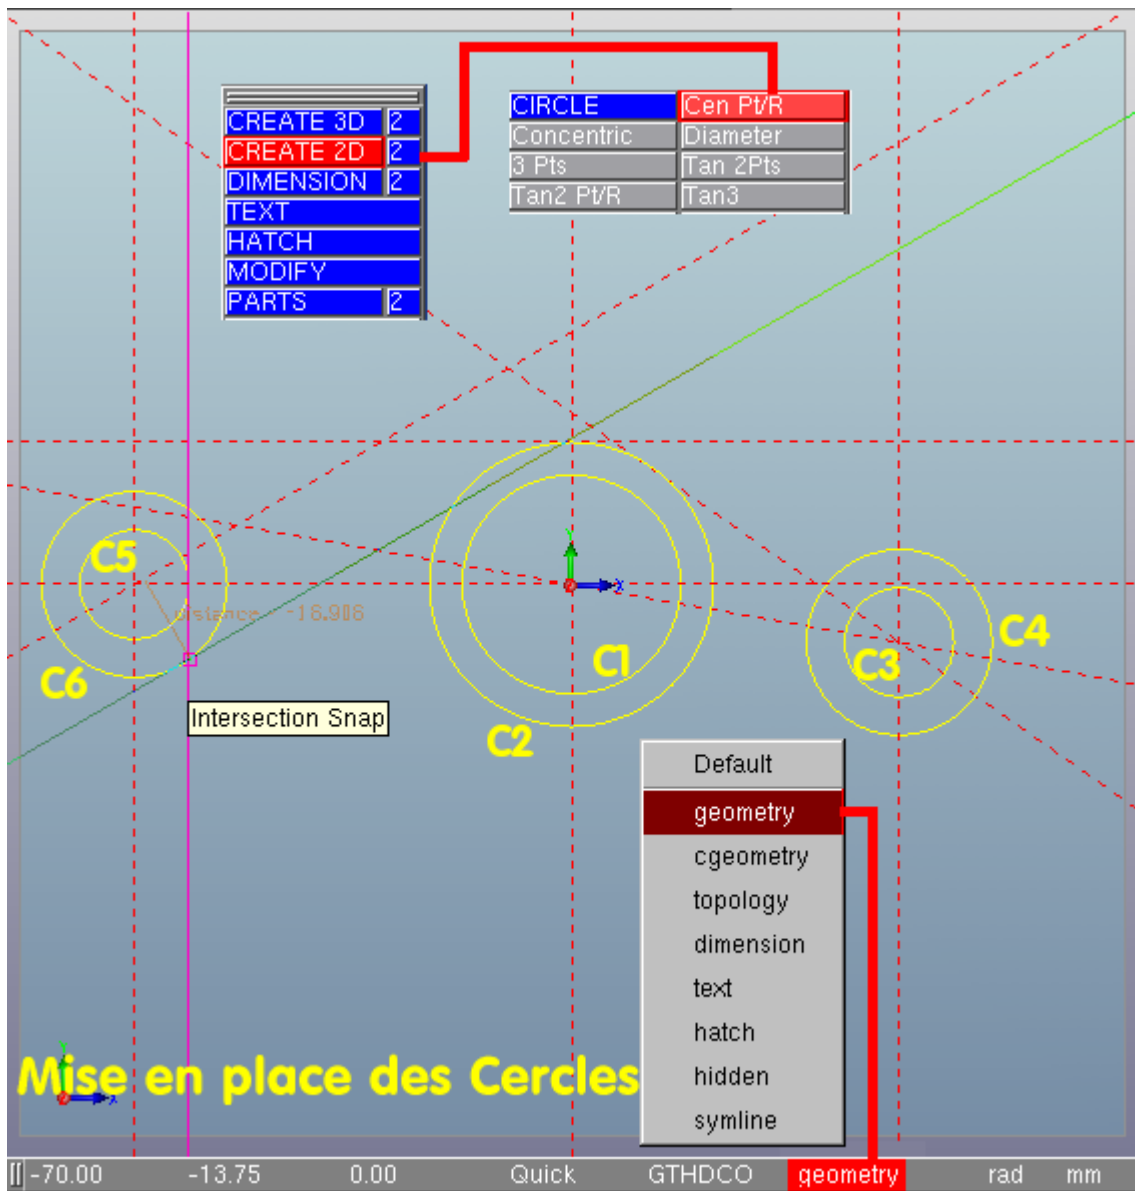 CREATE 3D 2
CREATE 2D 2
DIMENSION 2
TEXT
HATCH
MODIFY
PARTS 2
CIRCLE Cen Pt/R
Concentric Diameter
3 Pts Tan 2Pts
Tan2 Pt/R Tan3
Y
X
C5
distance -16.906
C6
C1
C2
C3
C4
Intersection Snap
Default
geometry
cgeometry
topology
dimension
text
hatch
hidden
symline
Mise en place des Cercles
X
-70.00 -13.75 0.00 Quick GTHDCO geometry rad mm